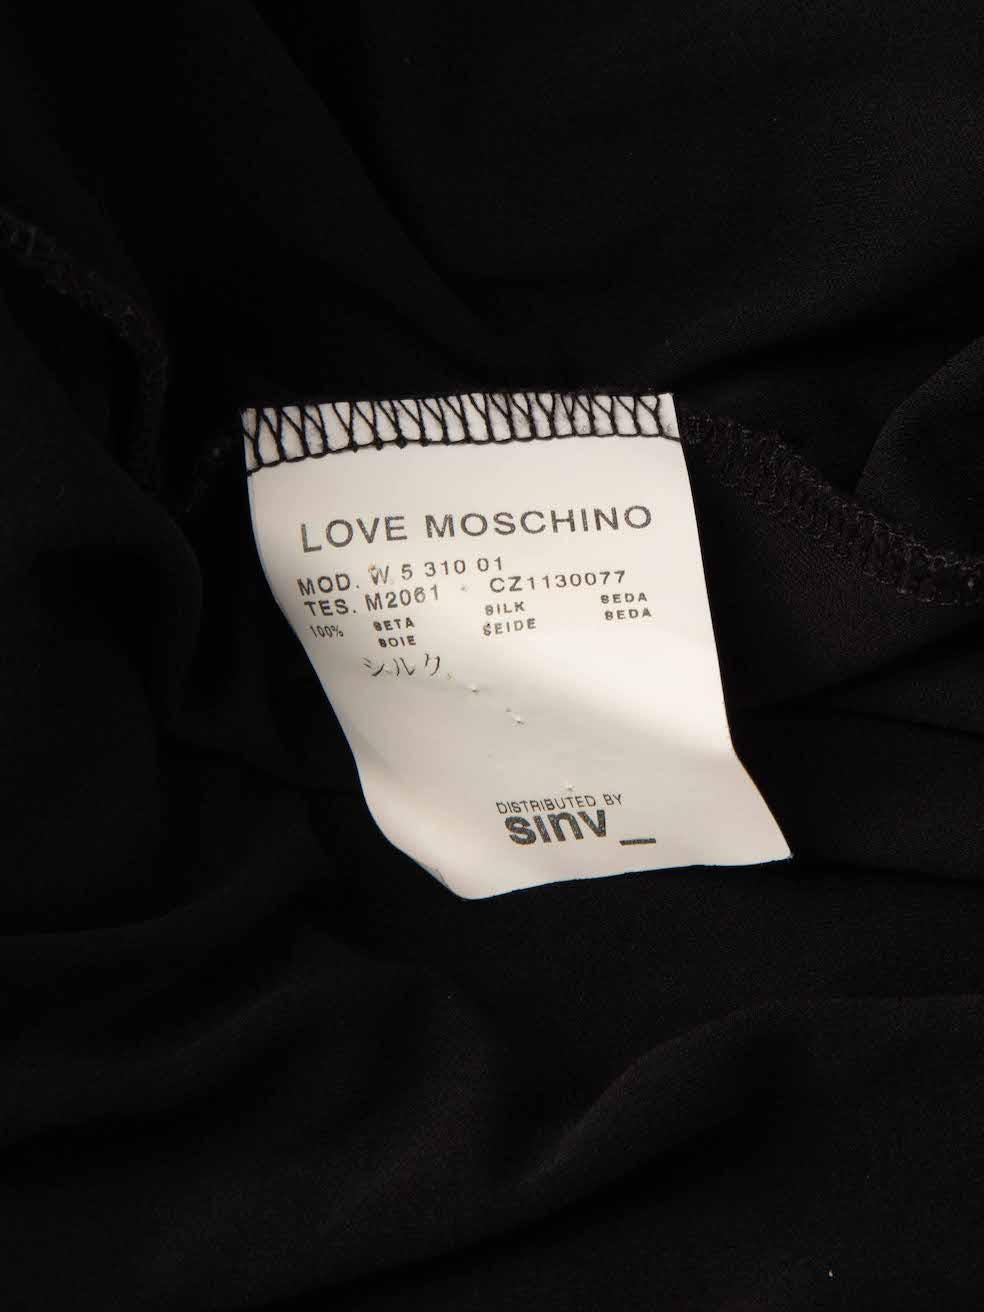 LOVE MOSCHINO
MOD. W 5 310 01
TES. M2061 CZ1130077
100% SETA SILK SEDA
SOIE SEIDE SEDA
シルク
DISTRIBUTED BY
sinv_